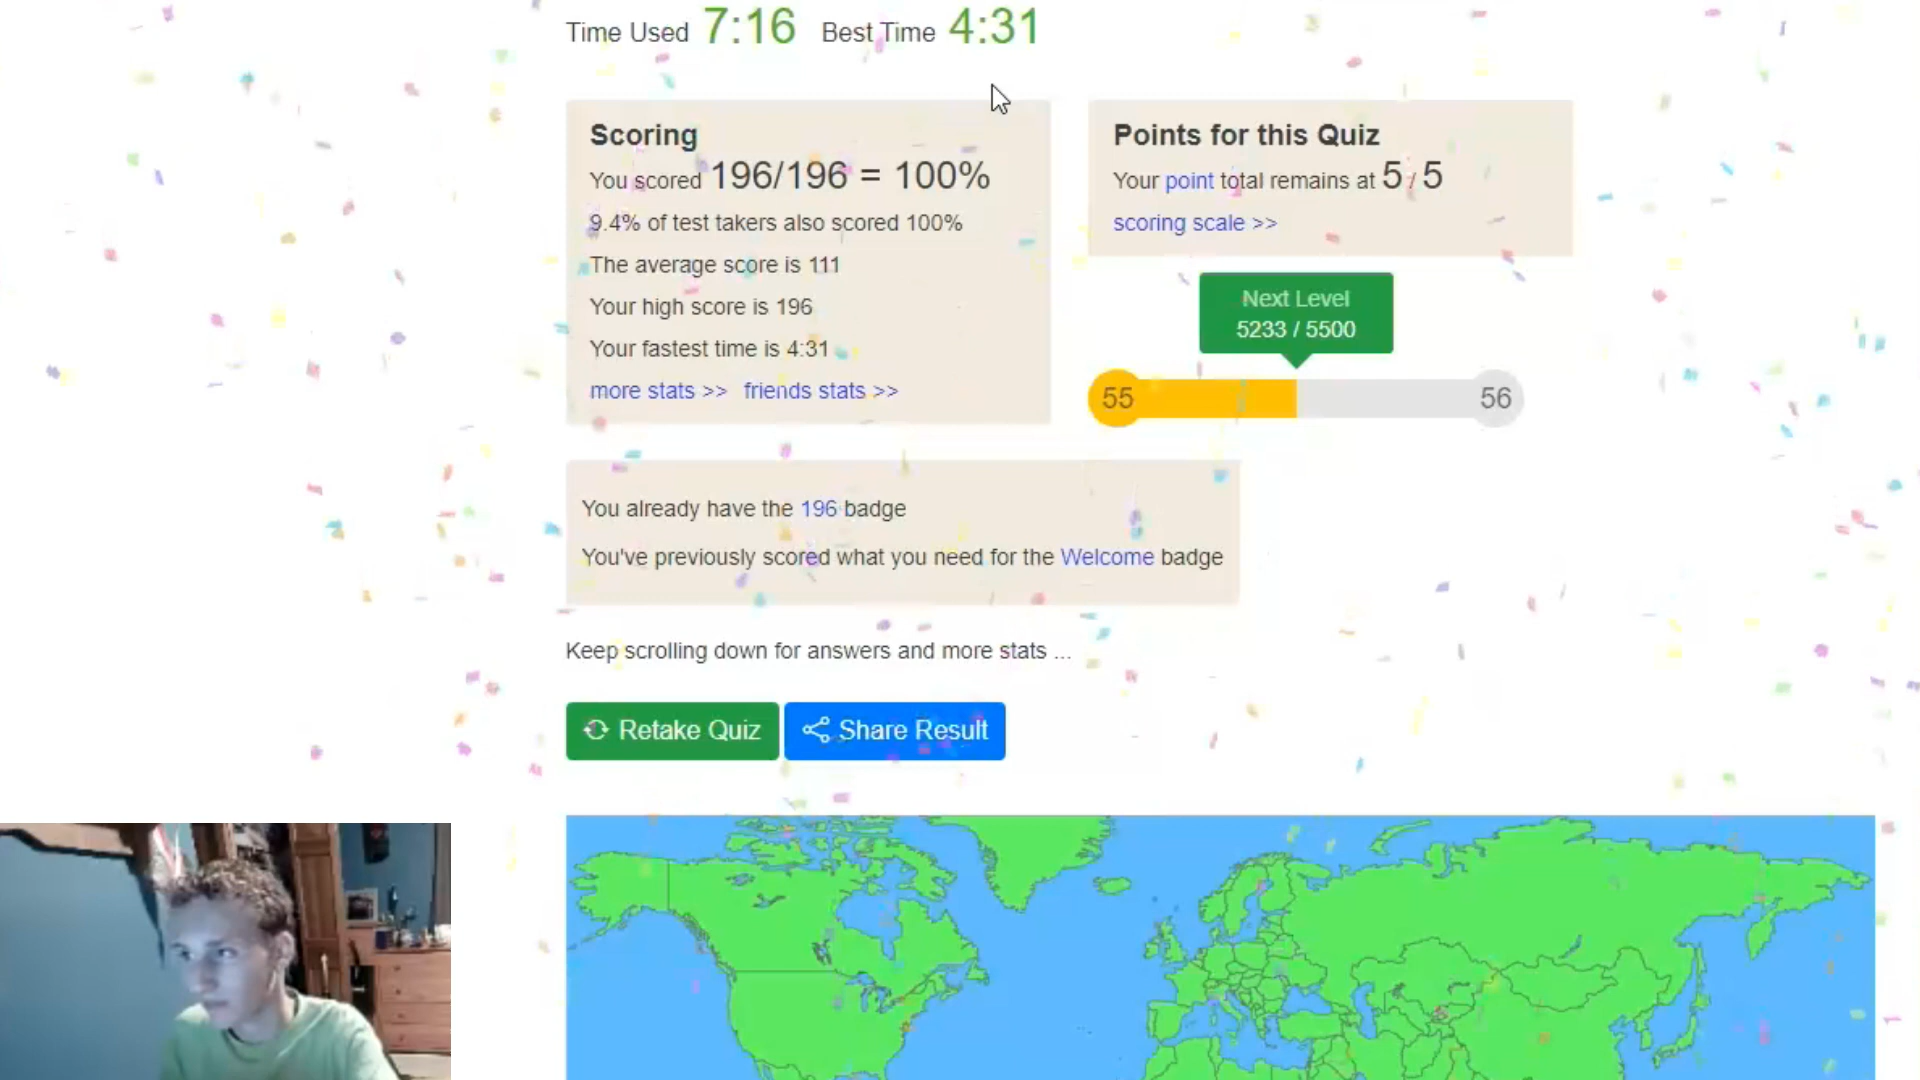 Time Used 7:16 Best Time 4:31
Scoring
You scored 196/196 = 100%
9.4% of test takers also scored 100%
The average score is 111
Your high score is 196
Your fastest time is 4:31
more stats >> friends stats >>
Points for this Quiz
Your point total remains at 5 / 5
scoring scale >>
Next Level
5233 / 5500
55 56
You already have the 196 badge
You've previously scored what you need for the Welcome badge
Keep scrolling down for answers and more stats ...
Retake Quiz Share Result